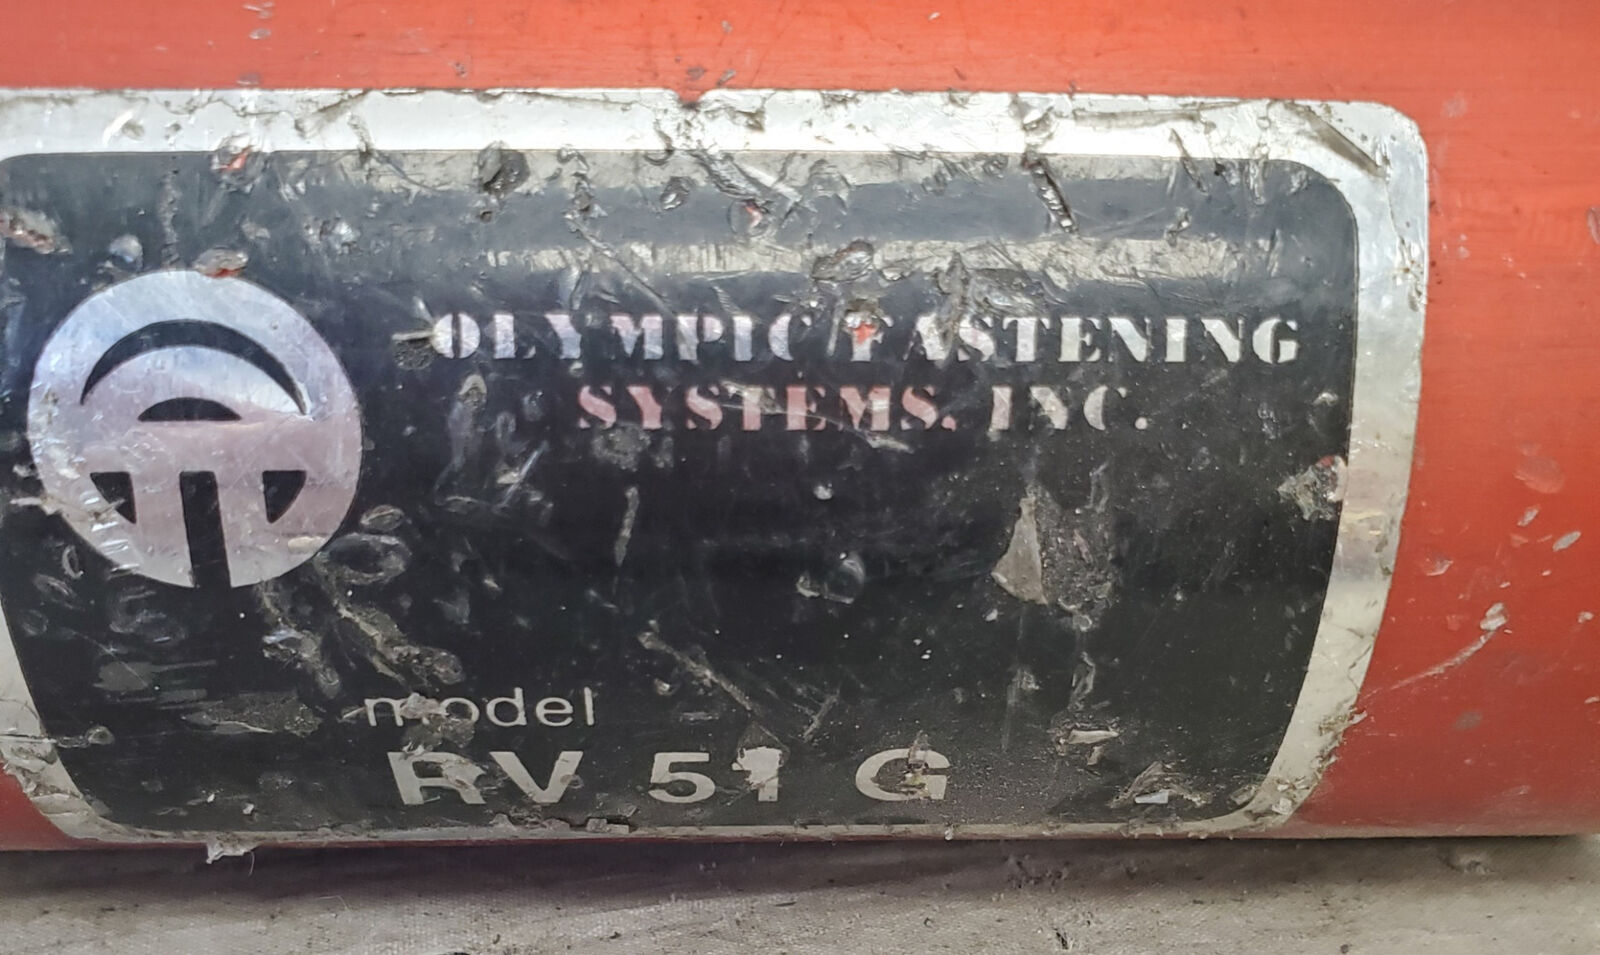 OLYMPIC FASTENING
SYSTEMS, INC.
model
RV 51 G